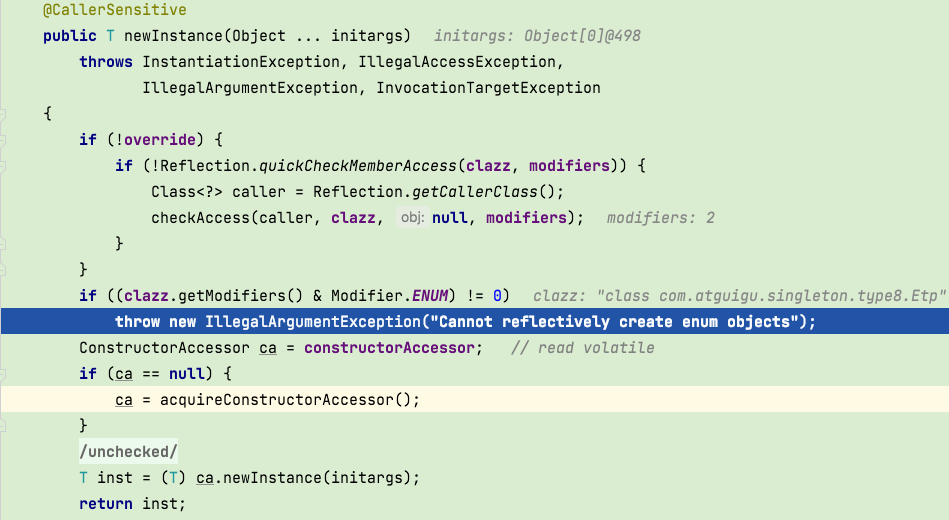 @CallerSensitive
public T newInstance(Object ... initargs)   initargs: Object[0]@498
    throws InstantiationException, IllegalAccessException,
           IllegalArgumentException, InvocationTargetException
{
    if (!override) {
        if (!Reflection.quickCheckMemberAccess(clazz, modifiers)) {
            Class<?> caller = Reflection.getCallerClass();
            checkAccess(caller, clazz, obj: null, modifiers);   modifiers: 2
        }
    }
    if ((clazz.getModifiers() & Modifier.ENUM) != 0)   clazz: "class com.atguigu.singleton.type8.Etp"
        throw new IllegalArgumentException("Cannot reflectively create enum objects");
    ConstructorAccessor ca = constructorAccessor;   // read volatile
    if (ca == null) {
        ca = acquireConstructorAccessor();
    }
    /unchecked/
    T inst = (T) ca.newInstance(initargs);
    return inst;